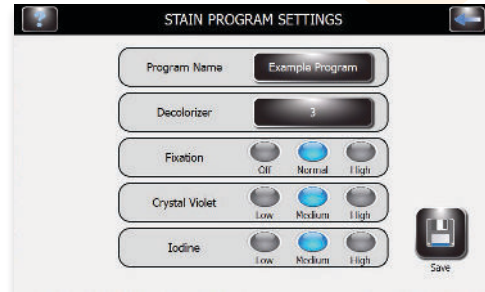 ?
STAIN PROGRAM SETTINGS
Program Name Example Program
Decolorizer 3
Fixation
Off Normal High
Crystal Violet
Low Medium High
Iodine
Low Medium High
Save